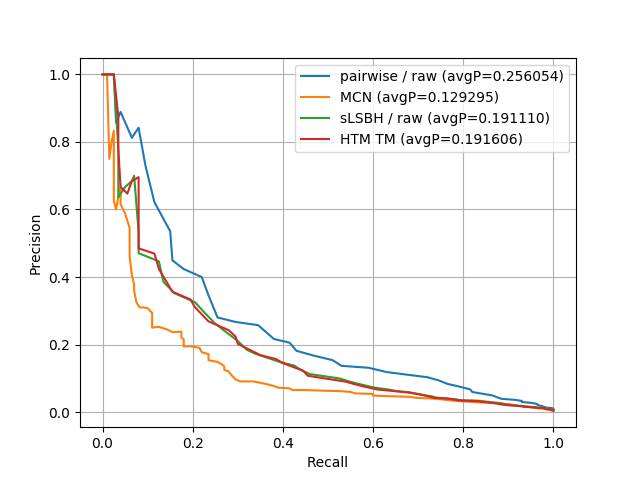 pairwise / raw (avgP=0.256054)
MCN (avgP=0.129295)
sLSBH / raw (avgP=0.191110)
HTM TM (avgP=0.191606)
1.0
0.8
0.6
0.4
0.2
0.0
Precision
0.0 0.2 0.4 0.6 0.8 1.0
Recall